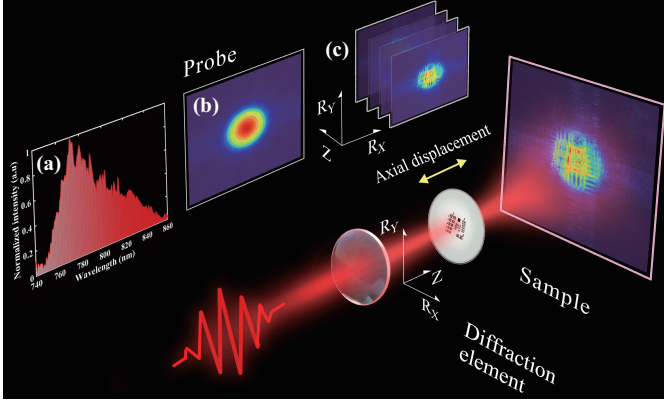 Probe
(a)
(b)
(c)
Normalized intensity (a.u)
1
0.8
0.6
0.4
0.2
0
740
760
780
800
820
840
860
Wavelength (nm)
R_Y
Z
R_X
Axial displacement
R_Y
Z
R_X
Sample
Diffraction
element